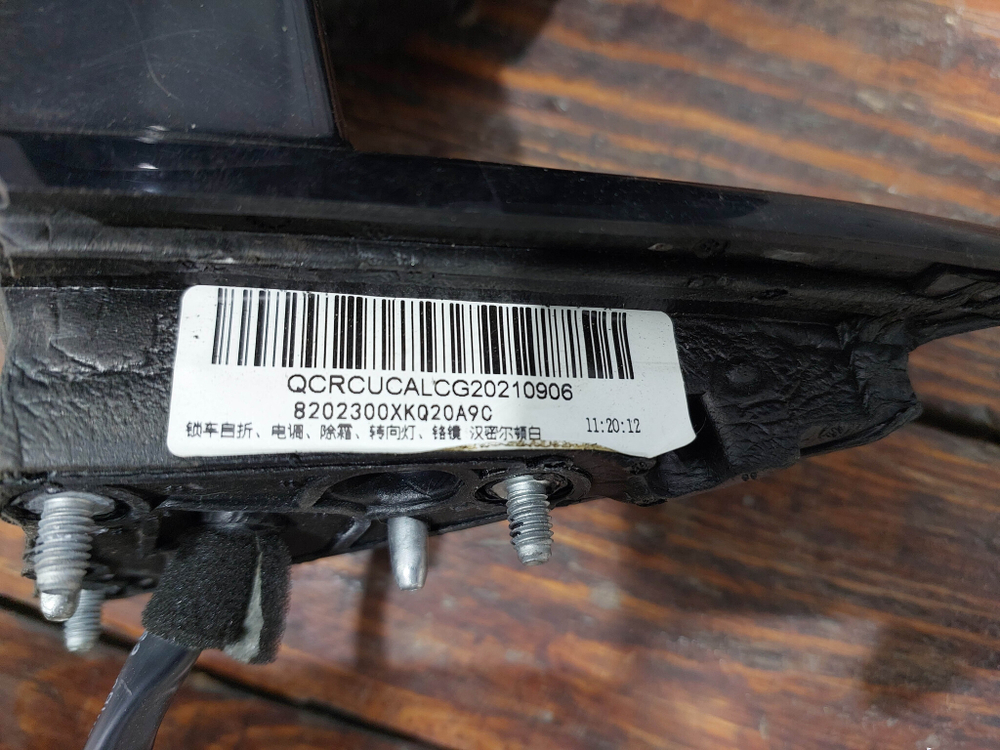 QCRCUCALCG20210906
8202300XKQ20A9C
锁车自折、电调、除霜、转向灯、铬镜 汉密尔顿白 11:20:12